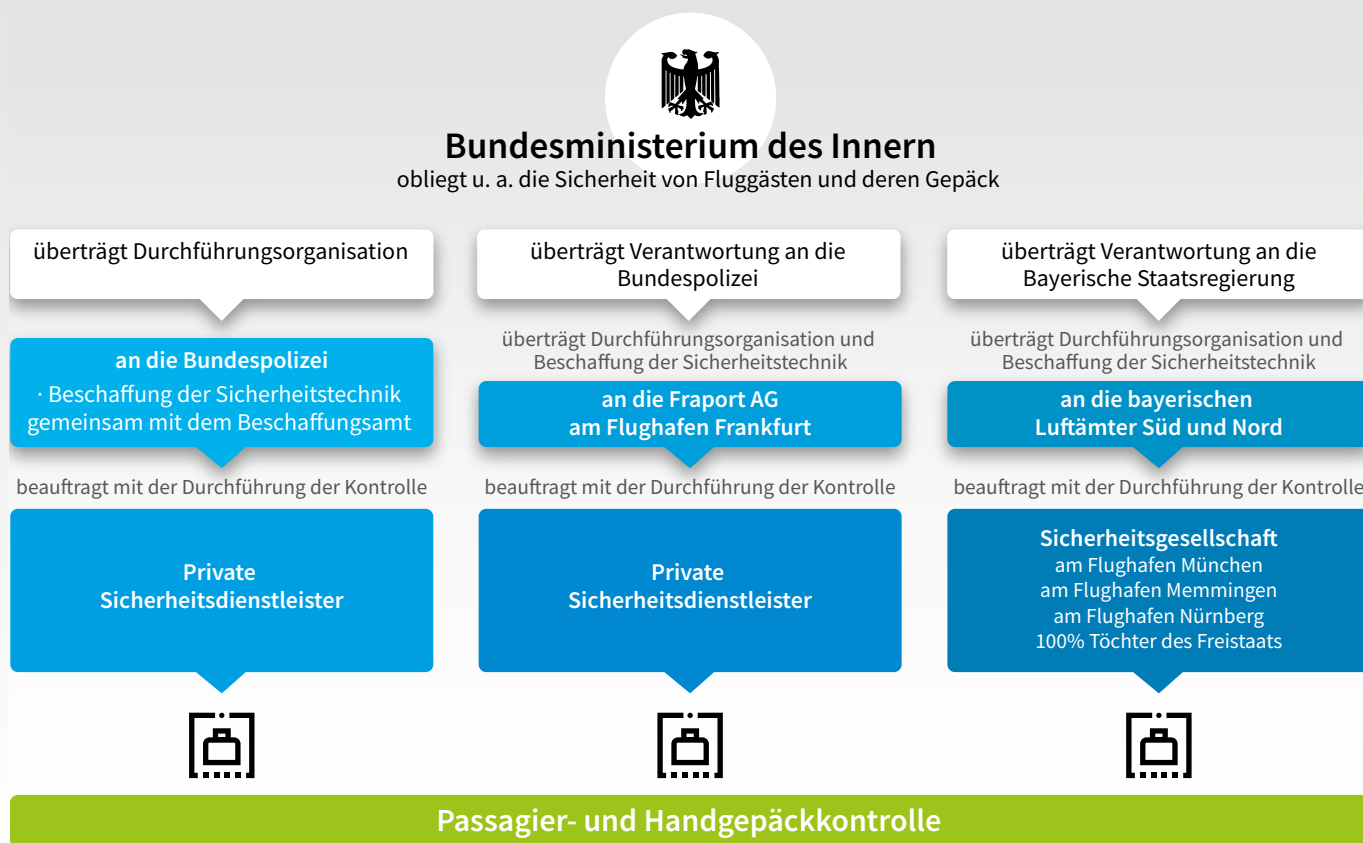 Bundesministerium des Innern
obliegt u. a. die Sicherheit von Fluggästen und deren Gepäck
überträgt Durchführungsorganisation
an die Bundespolizei
· Beschaffung der Sicherheitstechnik
gemeinsam mit dem Beschaffungsamt
beauftragt mit der Durchführung der Kontrolle
Private
Sicherheitsdienstleister
überträgt Verantwortung an die
Bundespolizei
überträgt Durchführungsorganisation und
Beschaffung der Sicherheitstechnik
an die Fraport AG
am Flughafen Frankfurt
beauftragt mit der Durchführung der Kontrolle
Private
Sicherheitsdienstleister
überträgt Verantwortung an die
Bayerische Staatsregierung
überträgt Durchführungsorganisation und
Beschaffung der Sicherheitstechnik
an die bayerischen
Luftämter Süd und Nord
beauftragt mit der Durchführung der Kontrolle
Sicherheitsgesellschaft
am Flughafen München
am Flughafen Memmingen
am Flughafen Nürnberg
100% Töchter des Freistaats
Passagier- und Handgepäckkontrolle